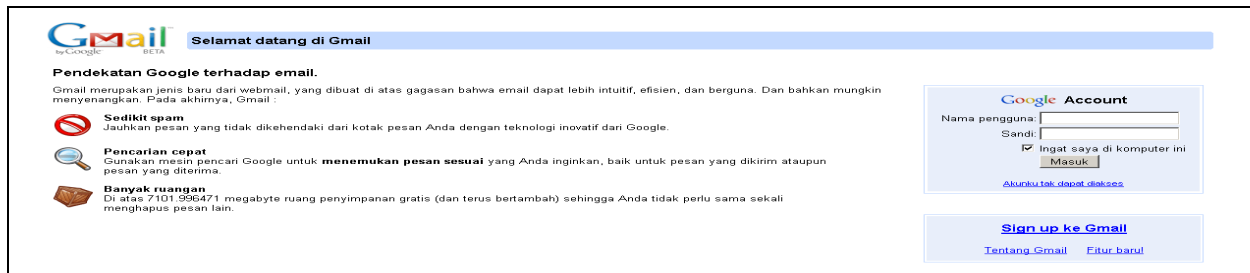 Gmail
by Google BETA
Selamat datang di Gmail
Pendekatan Google terhadap email.
Gmail merupakan jenis baru dari webmail, yang dibuat di atas gagasan bahwa email dapat lebih intuitif, efisien, dan berguna. Dan bahkan mungkin
menyenangkan. Pada akhirnya, Gmail :
Sedikit spam
Jauhkan pesan yang tidak dikehendaki dari kotak pesan Anda dengan teknologi inovatif dari Google.
Pencarian cepat
Gunakan mesin pencari Google untuk menemukan pesan sesuai yang Anda inginkan, baik untuk pesan yang dikirim ataupun
pesan yang diterima.
Banyak ruangan
Di atas 7101.996471 megabyte ruang penyimpanan gratis (dan terus bertambah) sehingga Anda tidak perlu sama sekali
menghapus pesan lain.
Google Account
Nama pengguna:
Sandi:
Ingat saya di komputer ini
Masuk
Akunku tak dapat diakses
Sign up ke Gmail
Tentang Gmail Fitur baru!